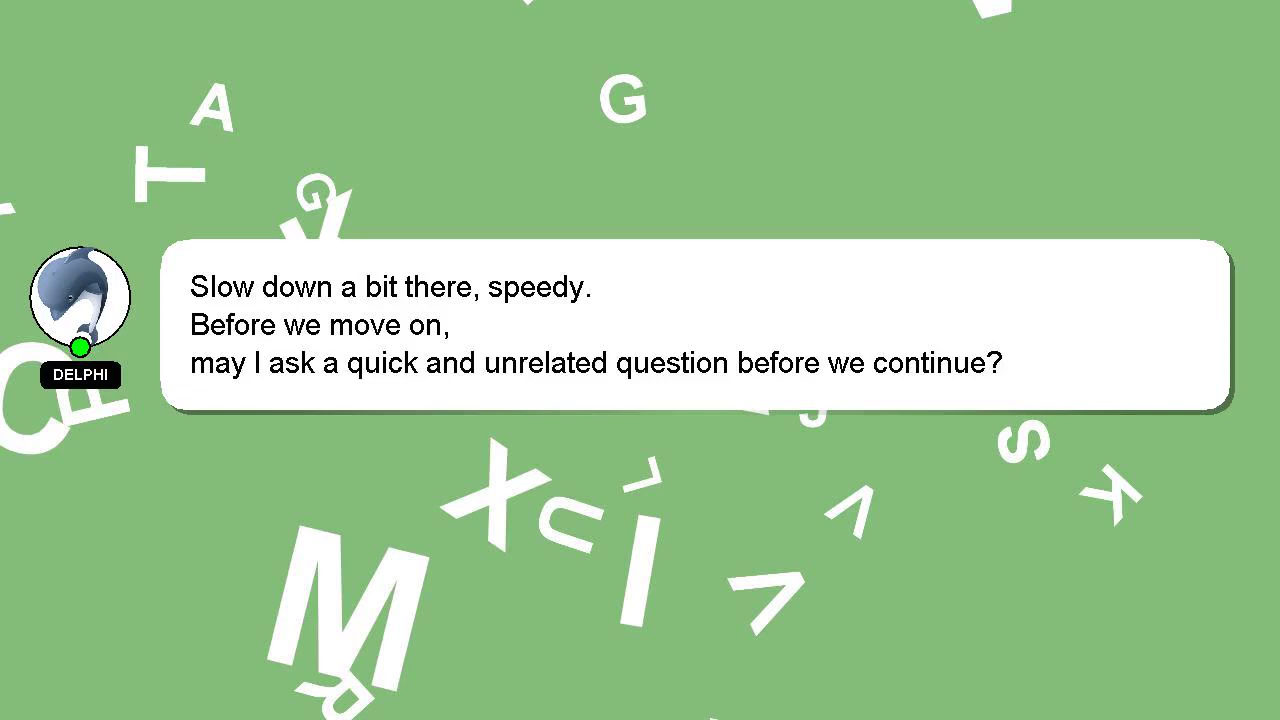 A
G
T
G
Slow down a bit there, speedy.
Before we move on,
may I ask a quick and unrelated question before we continue?
DELPHI
C
S
X
L
K
U
V
I
M
V
R